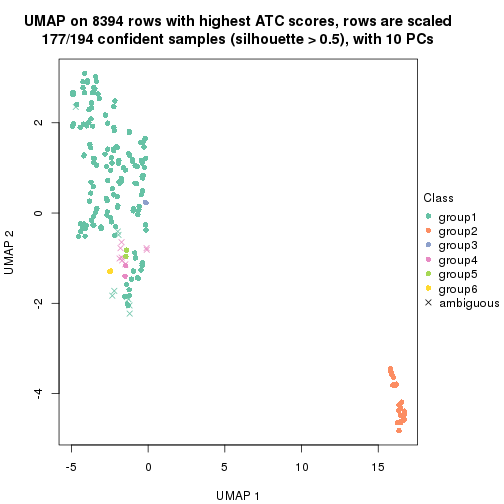 UMAP on 8394 rows with highest ATC scores, rows are scaled
177/194 confident samples (silhouette > 0.5), with 10 PCs
UMAP 2
2
0
-2
-4
-5
0
5
10
15
UMAP 1
Class
group1
group2
group3
group4
group5
group6
ambiguous